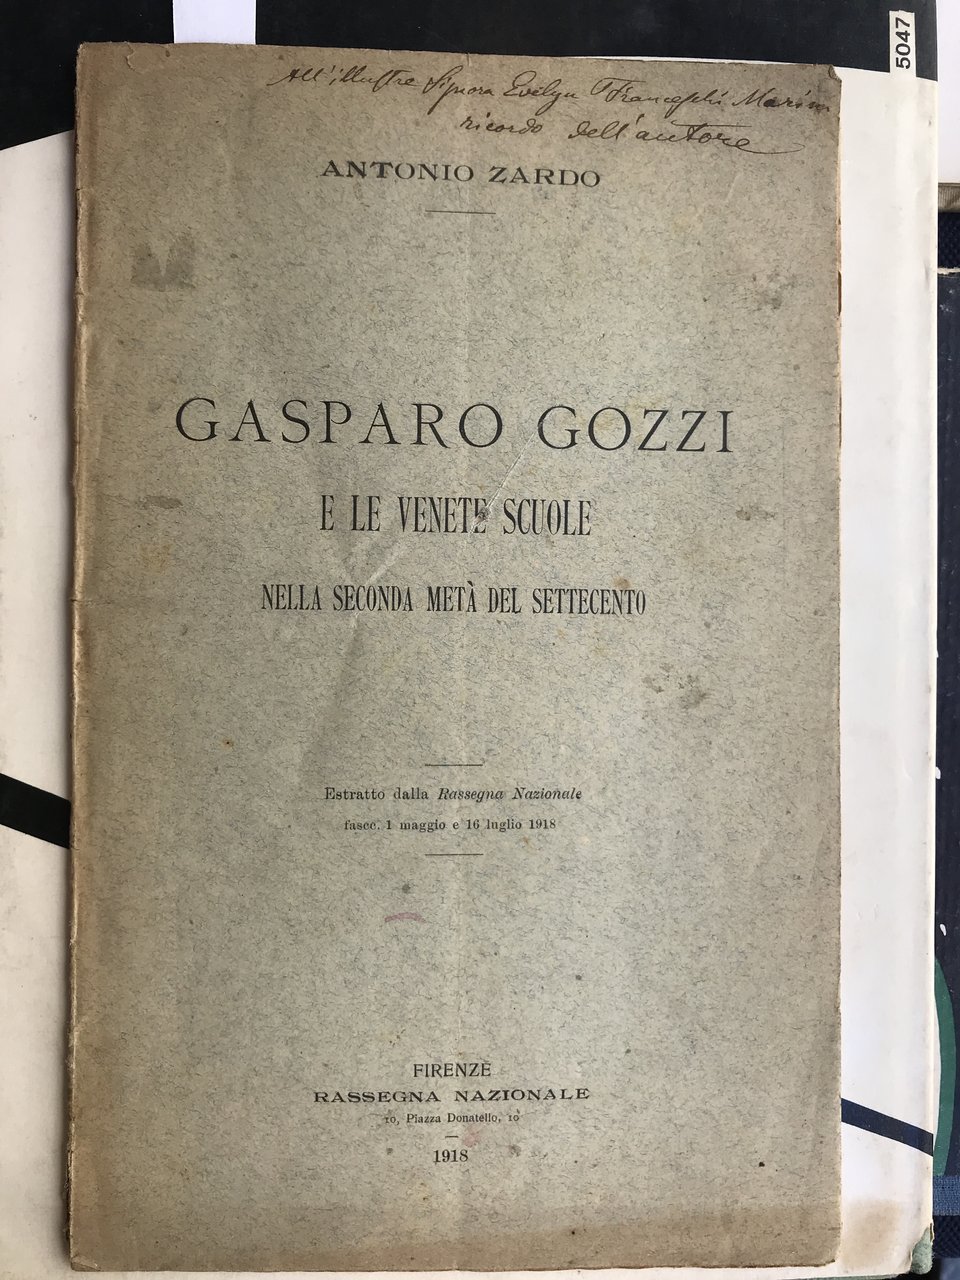 5047
All'illustre Signora Evelyn Franceschi Marini
ricordo dell'autore
ANTONIO ZARDO
GASPARO GOZZI
E LE VENETE SCUOLE
NELLA SECONDA METÀ DEL SETTECENTO
Estratto dalla Rassegna Nazionale
fascc. 1 maggio e 16 luglio 1918
FIRENZE
RASSEGNA NAZIONALE
10, Piazza Donatello, 10
1918